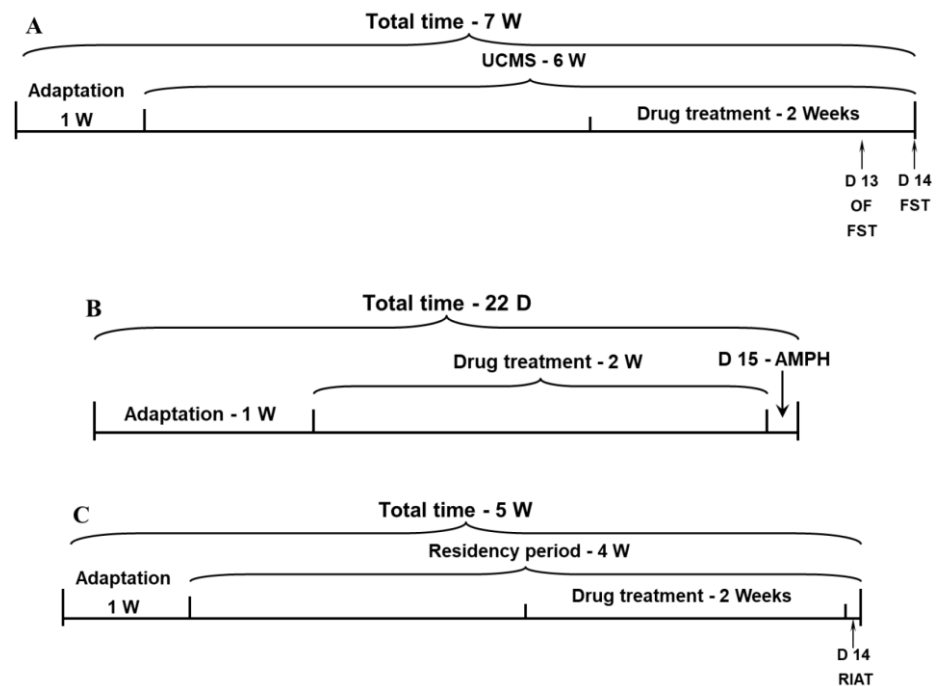 A
Total time - 7 W
UCMS - 6 W
Adaptation
1 W
Drug treatment - 2 Weeks
D 13
OF
FST
D 14
FST
B
Total time - 22 D
Drug treatment - 2 W
D 15 - AMPH
Adaptation - 1 W
C
Total time - 5 W
Residency period - 4 W
Adaptation
1 W
Drug treatment - 2 Weeks
D 14
RIAT